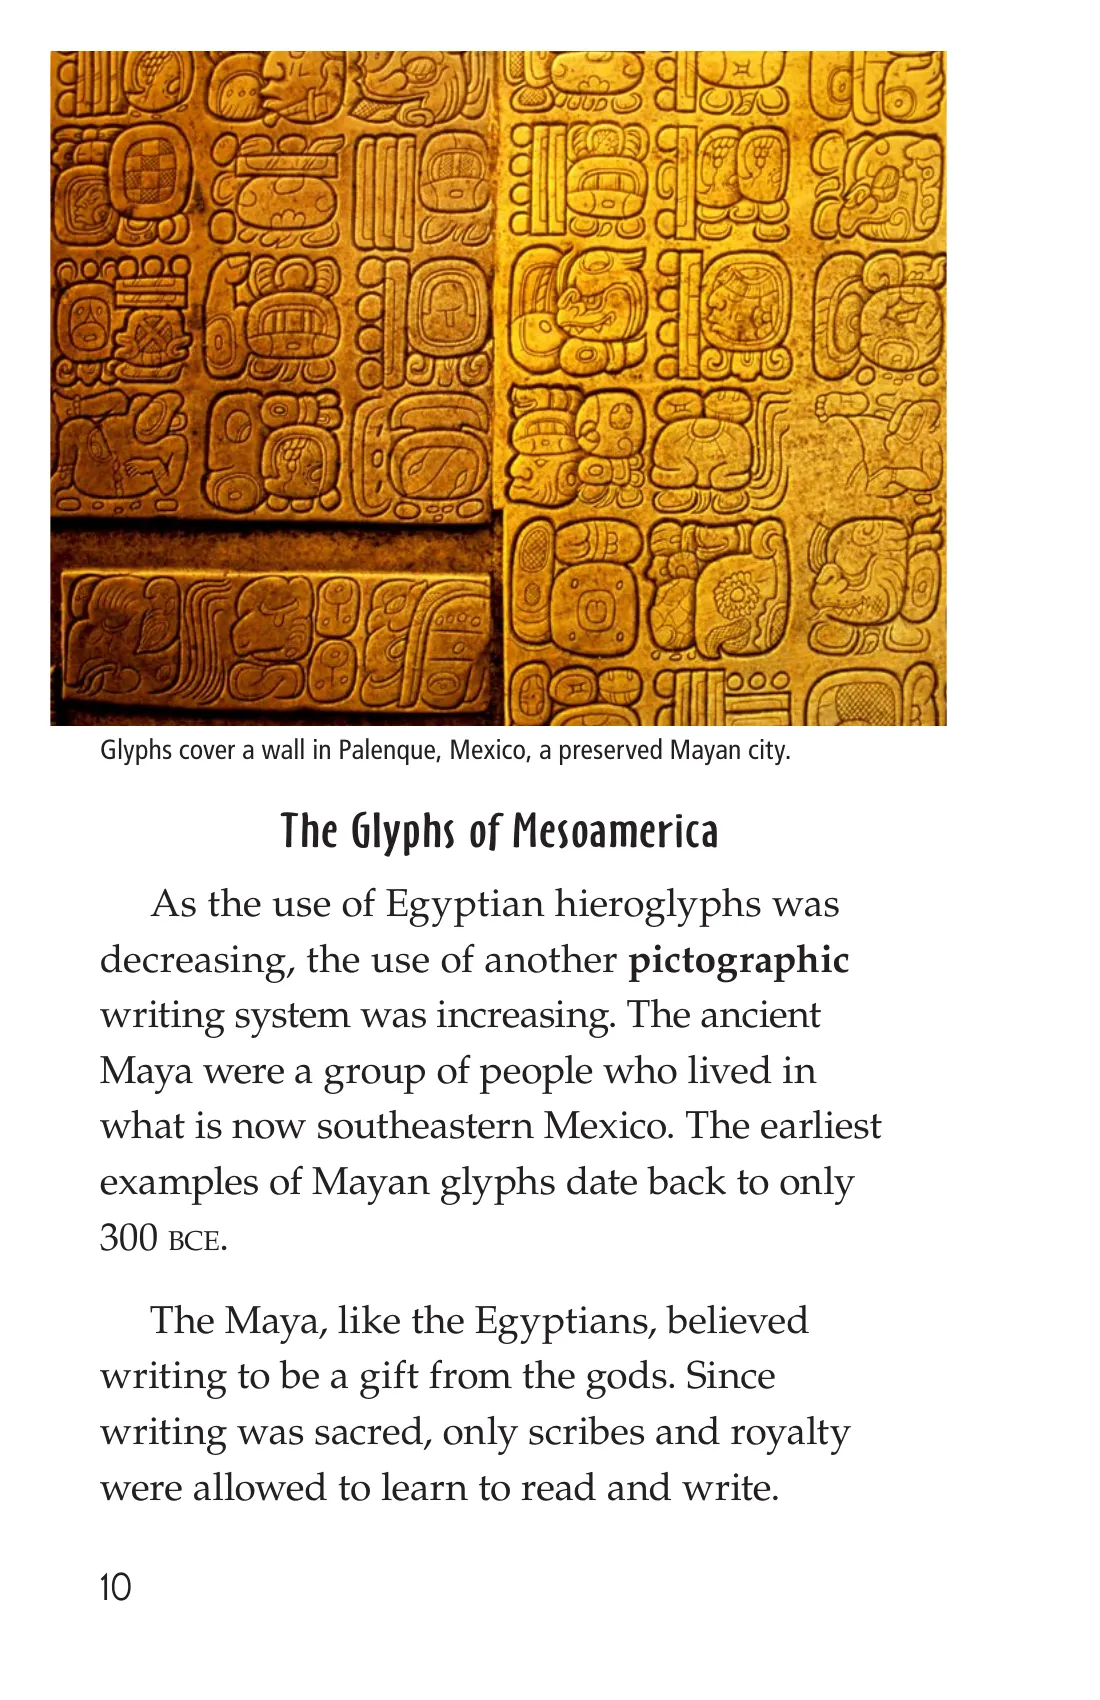 Glyphs cover a wall in Palenque, Mexico, a preserved Mayan city.
The Glyphs of Mesoamerica
As the use of Egyptian hieroglyphs was
decreasing, the use of another pictographic
writing system was increasing. The ancient
Maya were a group of people who lived in
what is now southeastern Mexico. The earliest
examples of Mayan glyphs date back to only
300 BCE.
The Maya, like the Egyptians, believed
writing to be a gift from the gods. Since
writing was sacred, only scribes and royalty
were allowed to learn to read and write.
10